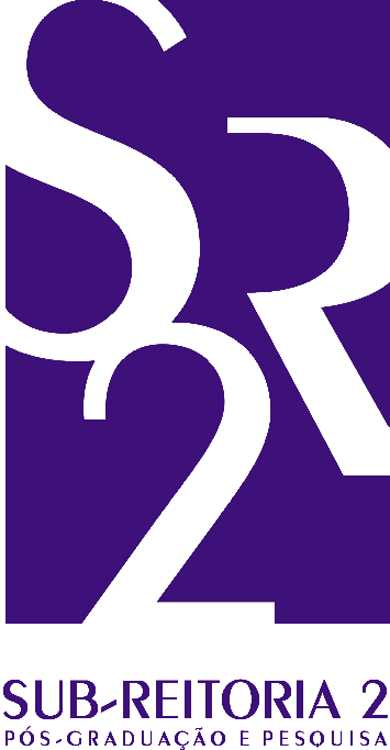 SR
2
SUB-REITORIA 2
PÓS-GRADUAÇÃO E PESQUISA